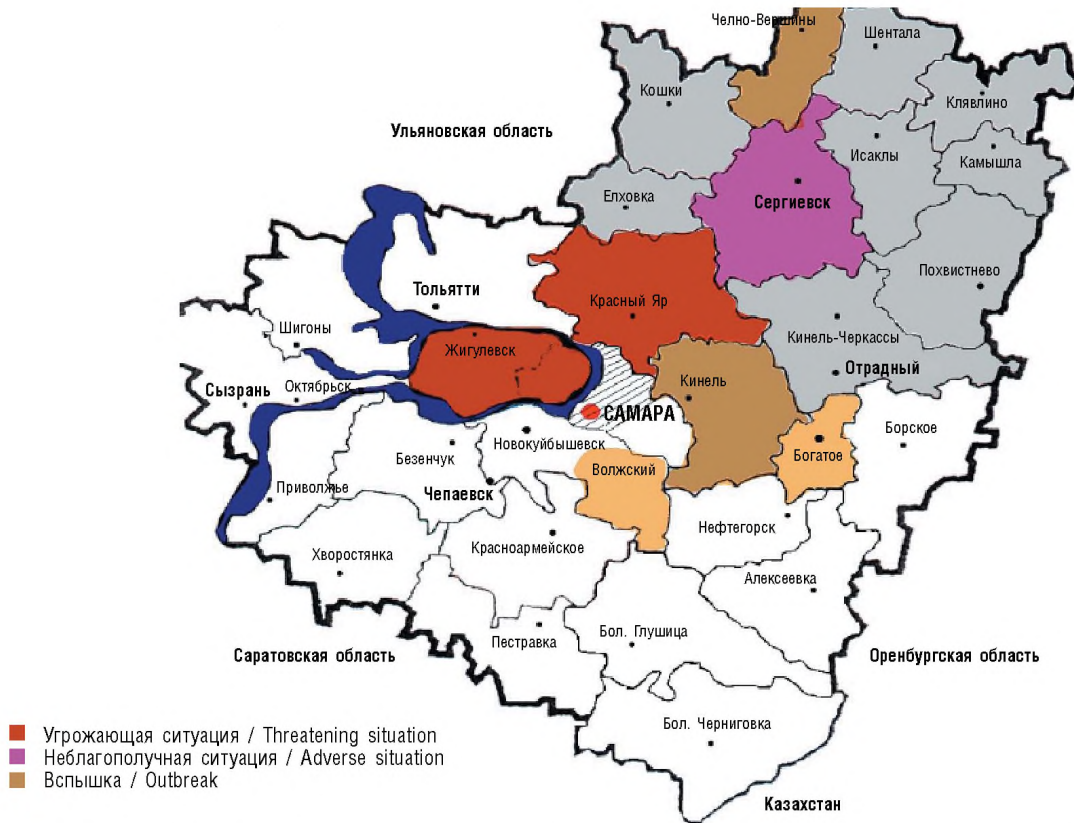 Челно-Вершины
Шентала
Кошки
Клявлино
Ульяновская область
Исаклы
Камышла
Елховка
Сергиевск
Похвистнево
Тольятти
Красный Яр
Шигоны
Кинель-Черкассы
Жигулевск
Отрадный
Сызрань
Октябрьск
Кинель
САМАРА
Борское
Новокуйбышевск
Безенчук
Волжский
Богатое
Приволжье
Чепаевск
Нефтегорск
Хворостянка
Красноармейское
Алексеевка
Пестравка
Бол. Глушица
Саратовская область
Оренбургская область
Бол. Черниговка
Угрожающая ситуация / Threatening situation
Неблагополучная ситуация / Adverse situation
Вспышка / Outbreak
Казахстан